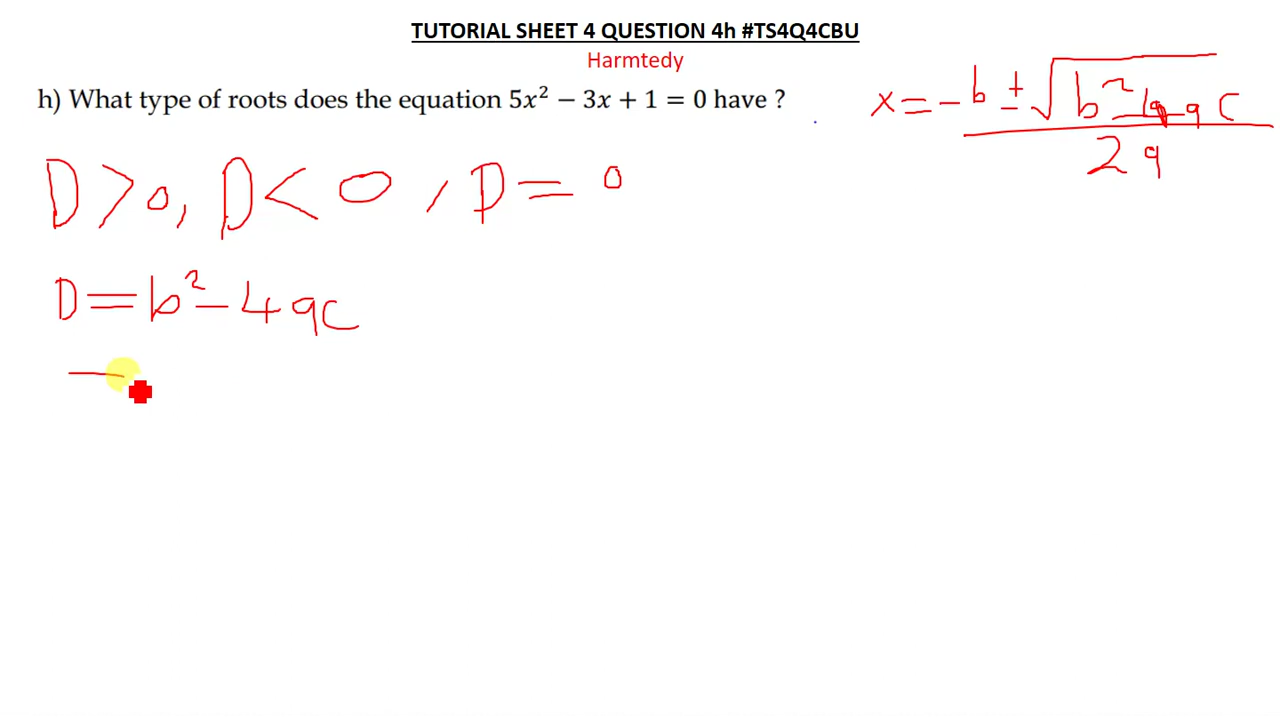 TUTORIAL SHEET 4 QUESTION 4h #TS4Q4CBU
Harmtedy
h) What type of roots does the equation 5x² − 3x + 1 = 0 have ?
x = −b ± √b² − 4ac
2a
D > 0, D < 0, D = 0
D = b² − 4ac